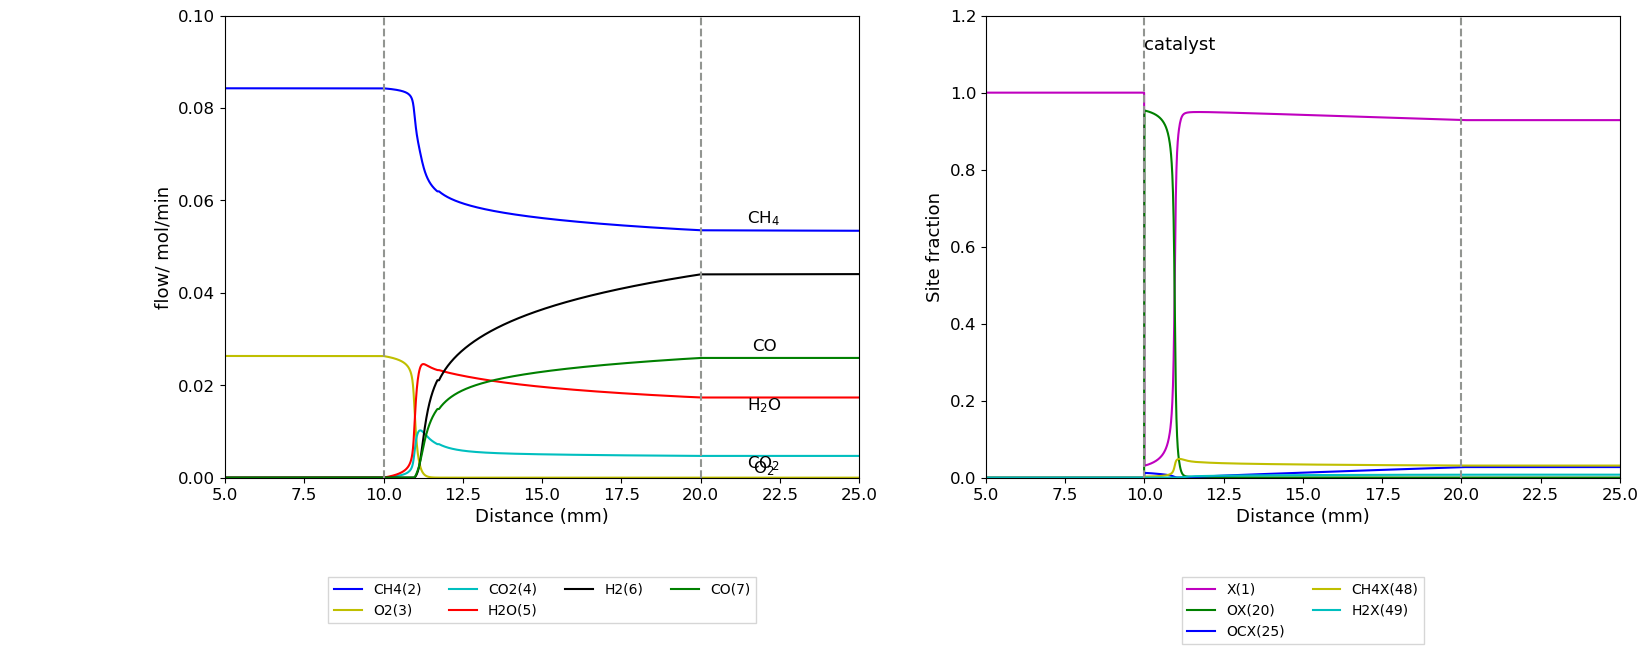 0.10
0.08
0.06
0.04
0.02
0.00
flow/ mol/min
5.0 7.5 10.0 12.5 15.0 17.5 20.0 22.5 25.0
Distance (mm)
CH₄
CO
H₂O
CO₂
O₂
CH4(2) CO2(4) H2(6) CO(7)
O2(3) H2O(5)
1.2
1.0
0.8
0.6
0.4
0.2
0.0
Site fraction
catalyst
5.0 7.5 10.0 12.5 15.0 17.5 20.0 22.5 25.0
Distance (mm)
X(1) CH4X(48)
OX(20) H2X(49)
OCX(25)